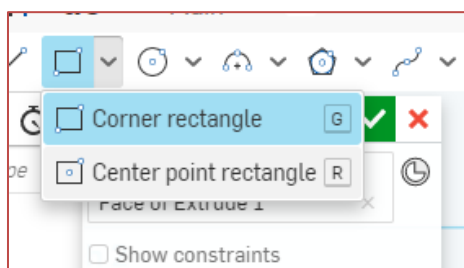 Corner rectangle G
Center point rectangle R
Face of Extrude 1
Show constraints